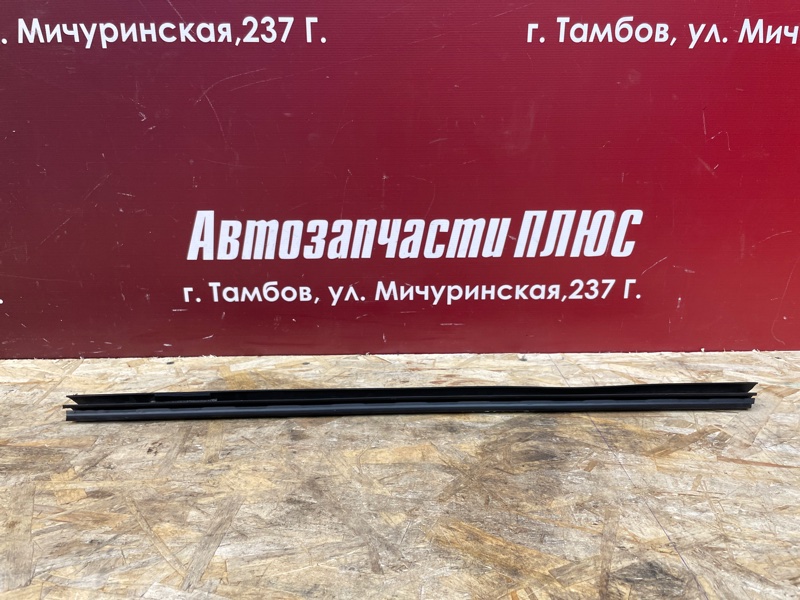 . Мичуринская,237 Г.
г. Тамбов, ул. Мич
Автозапчасти ПЛЮС
г. Тамбов, ул. Мичуринская,237 Г.